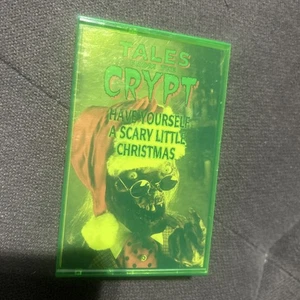 TALES
CRYPT
HAVE YOURSELF
A SCARY LITTLE
CHRISTMAS